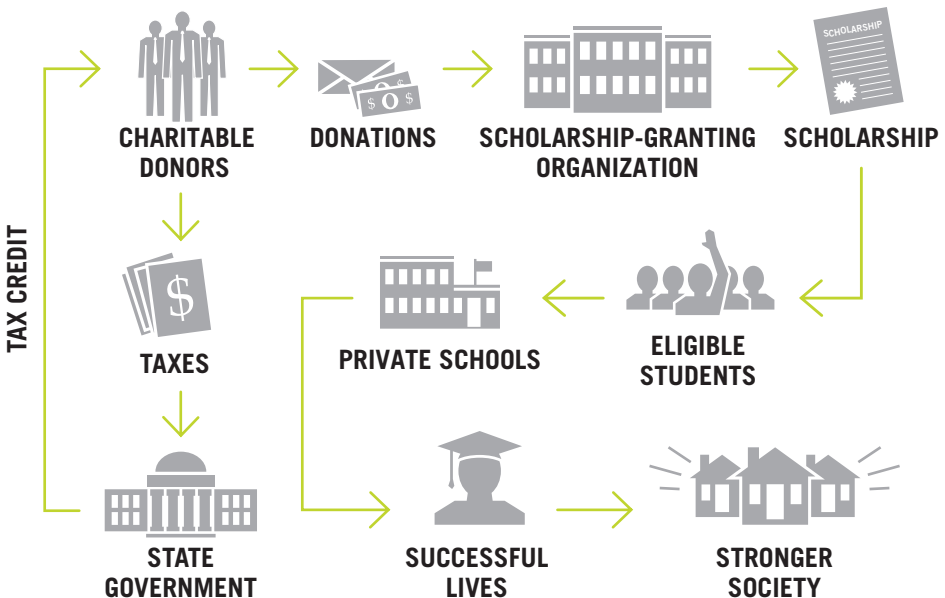 SCHOLARSHIP
CHARITABLE
DONORS
DONATIONS
$ O $
SCHOLARSHIP-GRANTING
ORGANIZATION
SCHOLARSHIP
TAX CREDIT
$
TAXES
PRIVATE SCHOOLS
ELIGIBLE
STUDENTS
STATE
GOVERNMENT
SUCCESSFUL
LIVES
STRONGER
SOCIETY